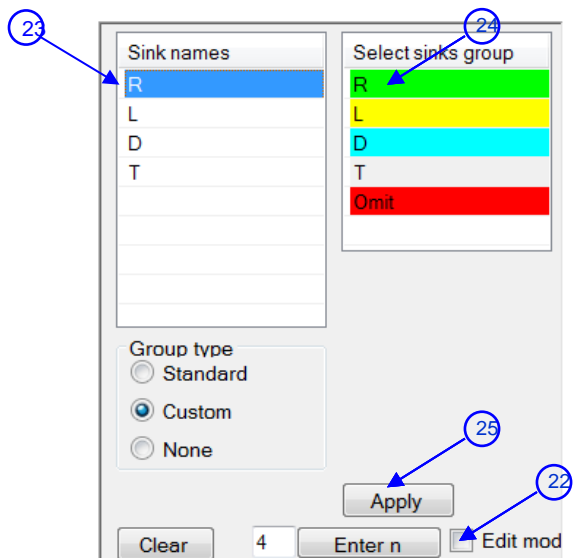 23
24
Sink names
Select sinks group
R
R
L
L
D
D
T
T
Omit
Group type
Standard
Custom
None
25
22
Apply
Clear
4
Enter n
Edit mod